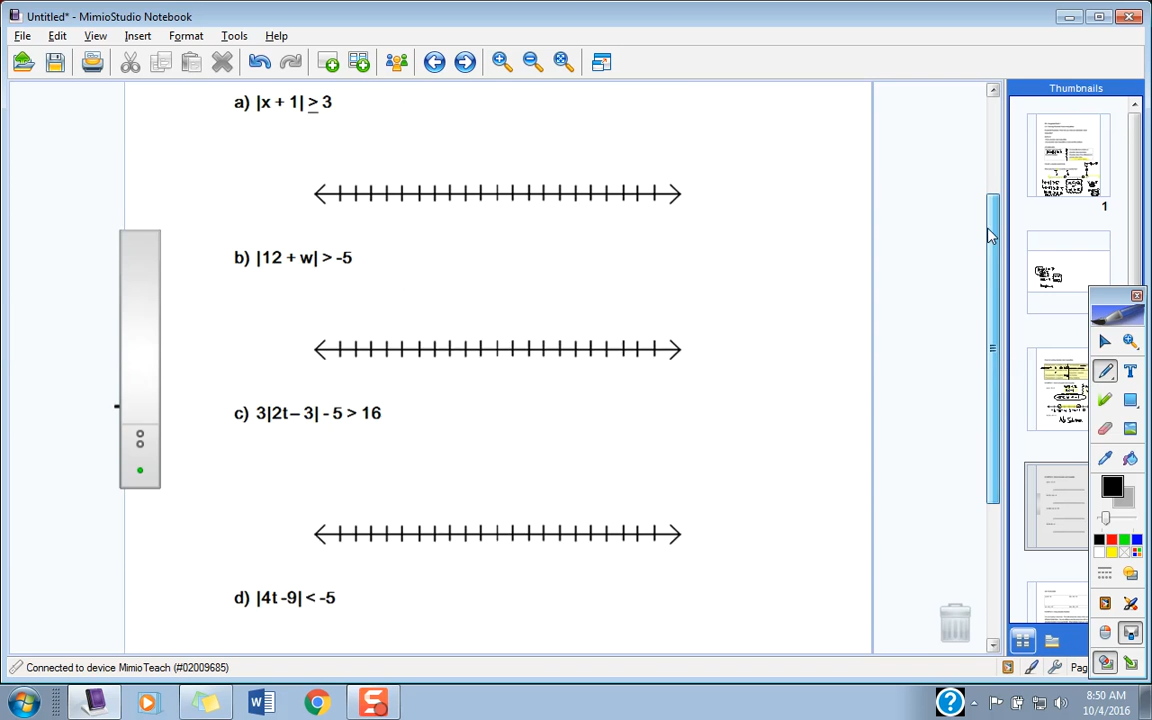 Untitled* - MimioStudio Notebook
File Edit View Insert Format Tools Help
Thumbnails
a) |x + 1| > 3
b) |12 + w| > -5
c) 3|2t – 3| - 5 > 16
d) |4t -9| < -5
1
Connected to device MimioTeach (#02009685)
Pag
8:50 AM
10/4/2016